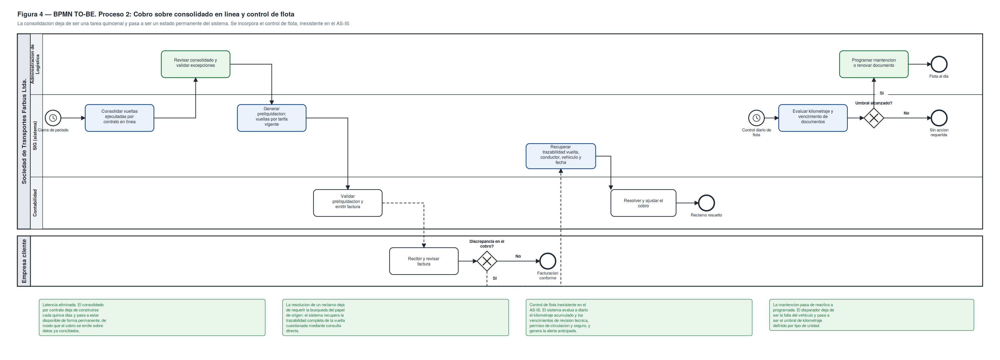 Figura 4 — BPMN TO-BE. Proceso 2: Cobro sobre consolidado en linea y control de flota
La consolidacion deja de ser una tarea quincenal y pasa a ser un estado permanente del sistema. Se incorpora el control de flota, inexistente en el AS-IS
Sociedad de Transportes Farbus Ltda.
Administracion de
Logistica
Revisar consolidado y
validar excepciones
Programar mantencion
o renovar documento
Flota al dia
SI
SIG (sistema)
Cierre de periodo
Consolidar vueltas
ejecutadas por
contrato en linea
Generar
preliquidacion:
vueltas por tarifa
vigente
Recuperar
trazabilidad vuelta,
conductor, vehiculo y
fecha
Control diario de
flota
Evaluar kilometraje y
vencimiento de
documentos
Umbral alcanzado?
No
Sin accion
requerida
Contabilidad
Validar
preliquidacion y
emitir factura
Resolver y ajustar el
cobro
Reclamo resuelto
Empresa cliente
Recibir y revisar
factura
Discrepancia en el
cobro?
No
SI
Facturacion
conforme
Latencia eliminada. El consolidado
por contrato deja de construirse
cada quince dias y pasa a estar
disponible de forma permanente, de
modo que el cobro se emite sobre
datos ya conciliados.
La resolucion de un reclamo deja
de requerir la busqueda del papel
de origen: el sistema recupera la
trazabilidad completa de la vuelta
cuestionada mediante consulta
directa.
Control de flota inexistente en el
AS-IS. El sistema evalua a diario
el kilometraje acumulado y los
vencimientos de revision tecnica,
permiso de circulacion y seguro, y
genera la alerta anticipada.
La mantencion pasa de reactiva a
programada. El disparador deja de
ser la falla del vehiculo y pasa a
ser el umbral de kilometraje
definido por tipo de unidad.